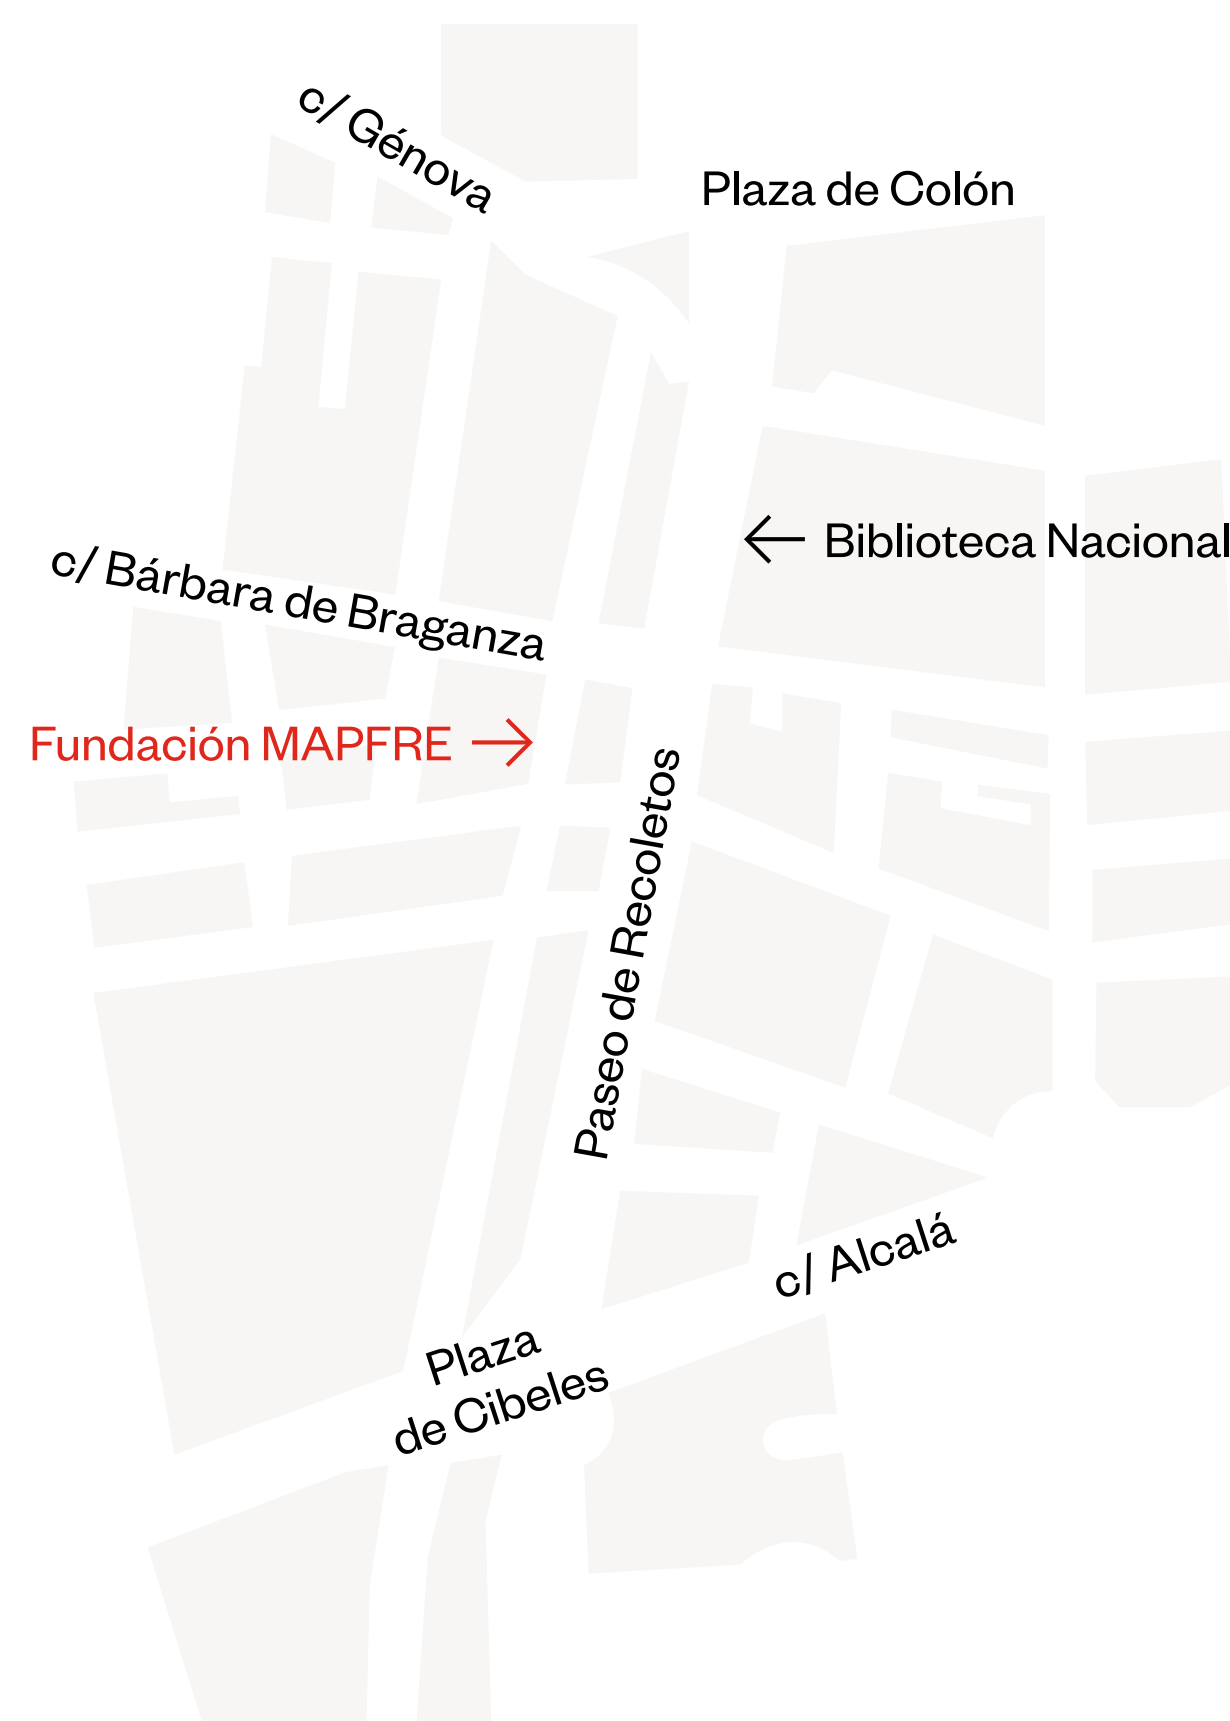 c/ Génova
Plaza de Colón
Biblioteca Nacional
c/ Bárbara de Braganza
Fundación MAPFRE
Paseo de Recoletos
c/ Alcalá
Plaza
de Cibeles